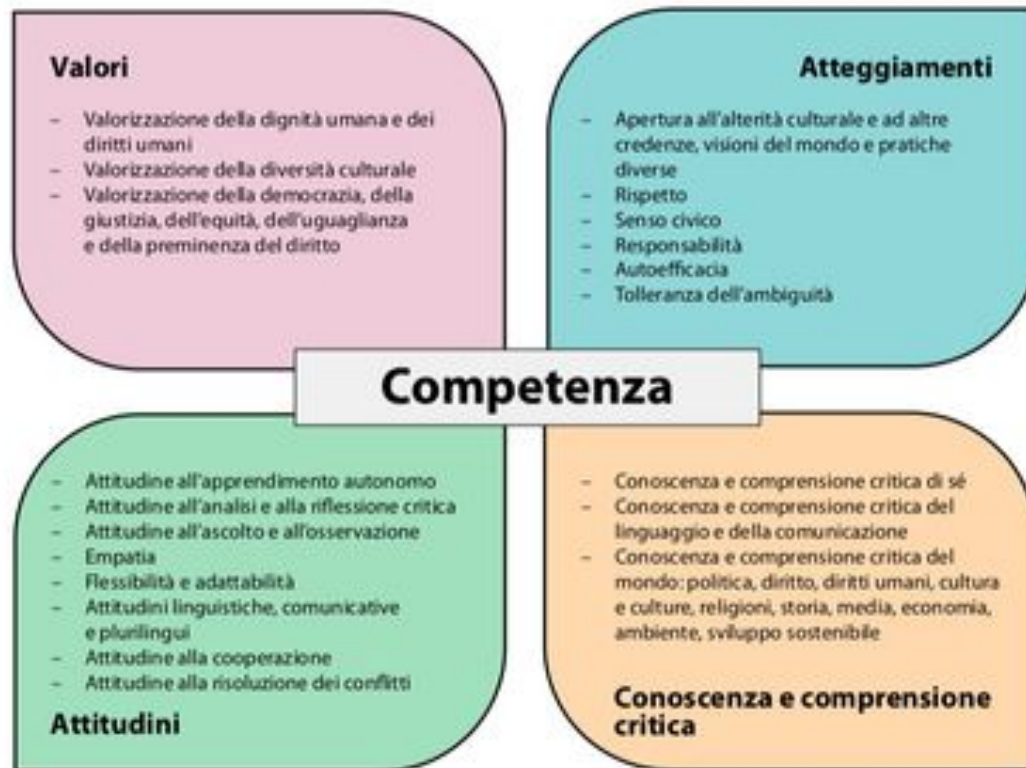 Valori
– Valorizzazione della dignità umana e dei
diritti umani
– Valorizzazione della diversità culturale
– Valorizzazione della democrazia, della
giustizia, dell'equità, dell'uguaglianza
e della preminenza del diritto
Atteggiamenti
– Apertura all'alterità culturale e ad altre
credenze, visioni del mondo e pratiche
diverse
– Rispetto
– Senso civico
– Responsabilità
– Autoefficacia
– Tolleranza dell'ambiguità
Competenza
– Attitudine all'apprendimento autonomo
– Attitudine all'analisi e alla riflessione critica
– Attitudine all'ascolto e all'osservazione
– Empatia
– Flessibilità e adattabilità
– Attitudini linguistiche, comunicative
e plurilingui
– Attitudine alla cooperazione
– Attitudine alla risoluzione dei conflitti
Attitudini
– Conoscenza e comprensione critica di sé
– Conoscenza e comprensione critica del
linguaggio e della comunicazione
– Conoscenza e comprensione critica del
mondo: politica, diritto, diritti umani, cultura
e culture, religioni, storia, media, economia,
ambiente, sviluppo sostenibile
Conoscenza e comprensione
critica